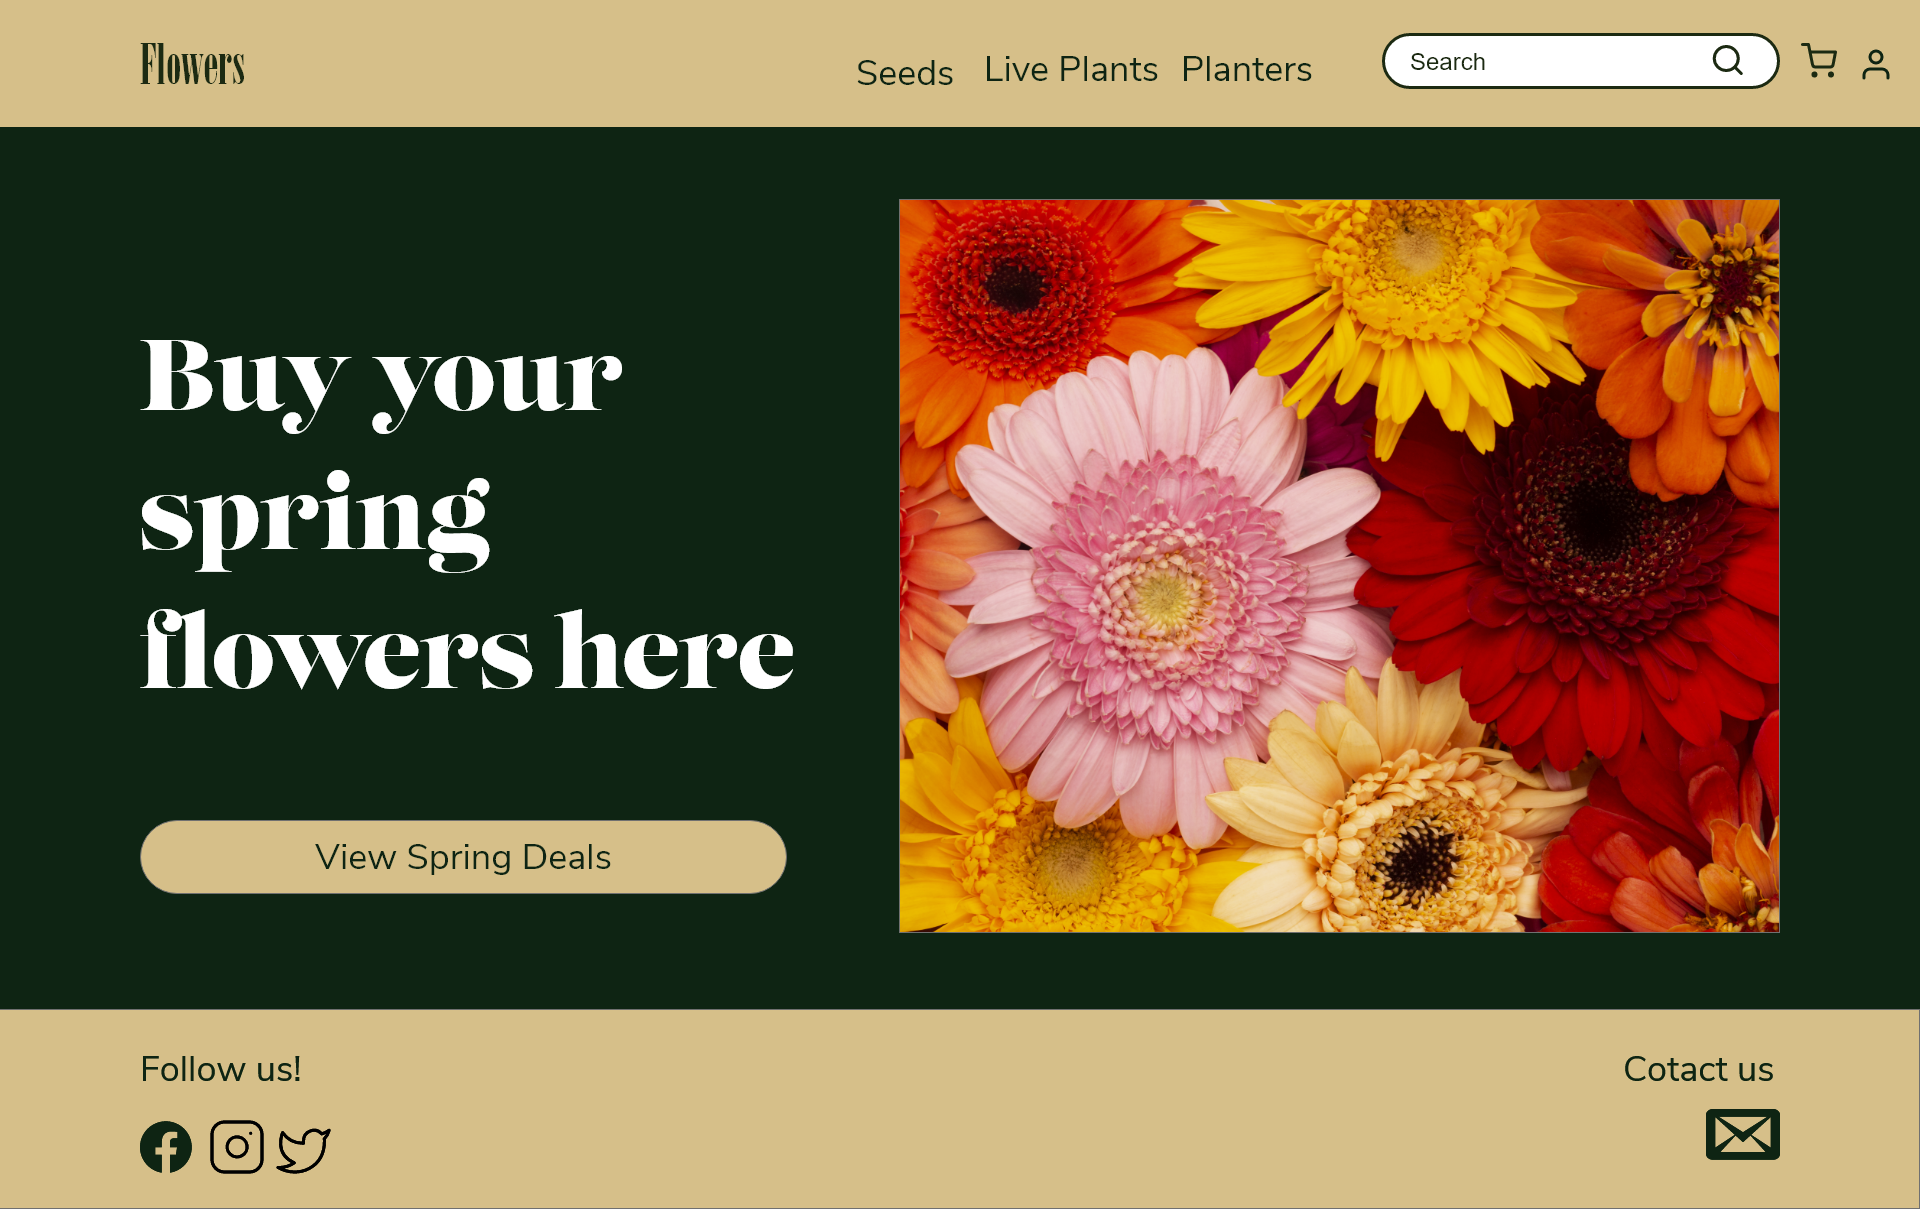 Flowers
Seeds Live Plants Planters
Search
Buy your
spring
flowers here
View Spring Deals
Follow us!
Cotact us